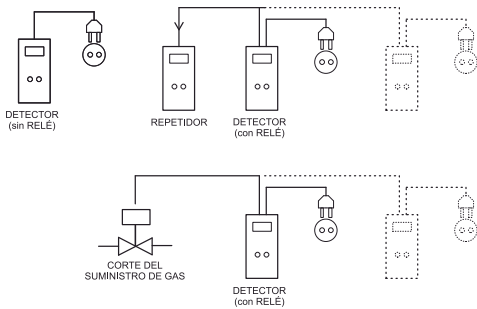 DETECTOR
(sin RELÉ)
REPETIDOR
DETECTOR
(con RELÉ)
CORTE DEL
SUMINISTRO DE GAS
DETECTOR
(con RELÉ)